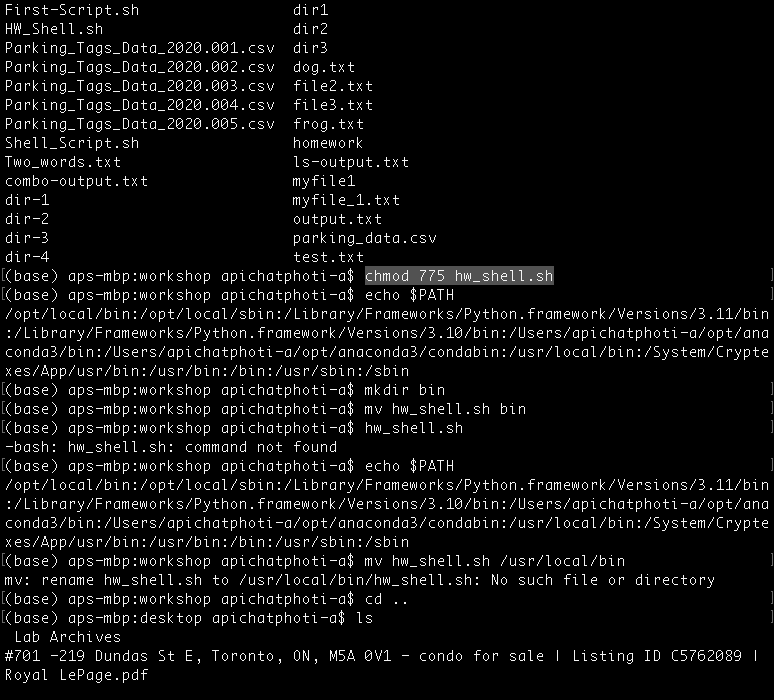 First-Script.sh dir1
HW_Shell.sh dir2
Parking_Tags_Data_2020.001.csv dir3
Parking_Tags_Data_2020.002.csv dog.txt
Parking_Tags_Data_2020.003.csv file2.txt
Parking_Tags_Data_2020.004.csv file3.txt
Parking_Tags_Data_2020.005.csv frog.txt
Shell_Script.sh homework
Two_words.txt ls-output.txt
combo-output.txt myfile1
dir-1 myfile_1.txt
dir-2 output.txt
dir-3 parking_data.csv
dir-4 test.txt
[(base) aps-mbp:workshop apichatphoti-a$ chmod 775 hw_shell.sh ]
[(base) aps-mbp:workshop apichatphoti-a$ echo $PATH ]
/opt/local/bin:/opt/local/sbin:/Library/Frameworks/Python.framework/Versions/3.11/bin
:/Library/Frameworks/Python.framework/Versions/3.10/bin:/Users/apichatphoti-a/opt/ana
conda3/bin:/Users/apichatphoti-a/opt/anaconda3/condabin:/usr/local/bin:/System/Crypte
xes/App/usr/bin:/usr/bin:/bin:/usr/sbin:/sbin
[(base) aps-mbp:workshop apichatphoti-a$ mkdir bin ]
[(base) aps-mbp:workshop apichatphoti-a$ mv hw_shell.sh bin ]
[(base) aps-mbp:workshop apichatphoti-a$ hw_shell.sh ]
-bash: hw_shell.sh: command not found
[(base) aps-mbp:workshop apichatphoti-a$ echo $PATH ]
/opt/local/bin:/opt/local/sbin:/Library/Frameworks/Python.framework/Versions/3.11/bin
:/Library/Frameworks/Python.framework/Versions/3.10/bin:/Users/apichatphoti-a/opt/ana
conda3/bin:/Users/apichatphoti-a/opt/anaconda3/condabin:/usr/local/bin:/System/Crypte
xes/App/usr/bin:/usr/bin:/bin:/usr/sbin:/sbin
[(base) aps-mbp:workshop apichatphoti-a$ mv hw_shell.sh /usr/local/bin ]
mv: rename hw_shell.sh to /usr/local/bin/hw_shell.sh: No such file or directory
[(base) aps-mbp:workshop apichatphoti-a$ cd .. ]
[(base) aps-mbp:desktop apichatphoti-a$ ls ]
Lab Archives
#701 -219 Dundas St E, Toronto, ON, M5A 0V1 - condo for sale | Listing ID C5762089 |
Royal LePage.pdf